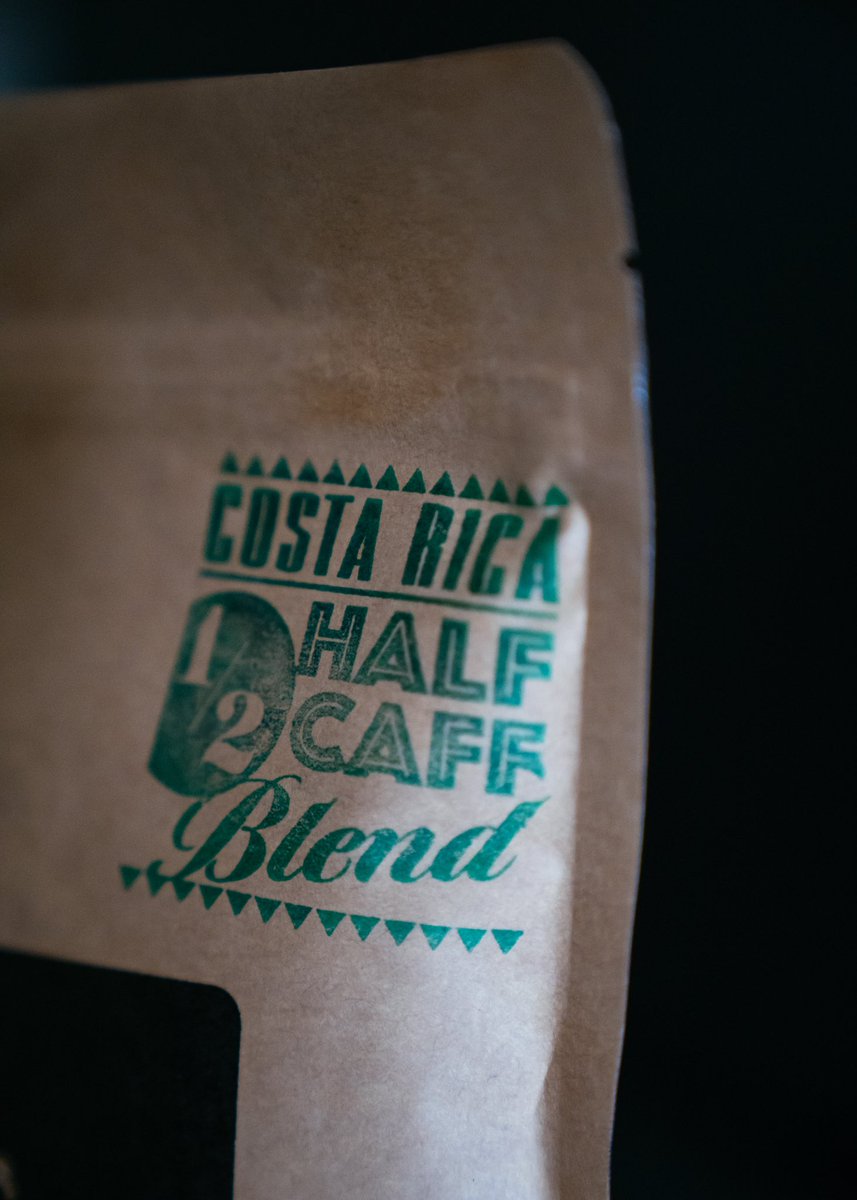 COSTA RICA
1/2
HALF
CAFF
Blend